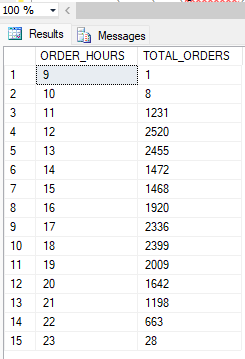 100 %
Results Messages
ORDER_HOURS TOTAL_ORDERS
1 9 1
2 10 8
3 11 1231
4 12 2520
5 13 2455
6 14 1472
7 15 1468
8 16 1920
9 17 2336
10 18 2399
11 19 2009
12 20 1642
13 21 1198
14 22 663
15 23 28